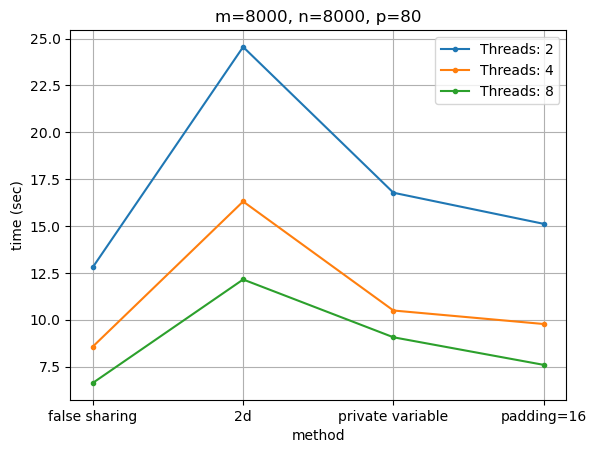 m=8000, n=8000, p=80
Threads: 2
Threads: 4
Threads: 8
25.0
22.5
20.0
17.5
15.0
12.5
10.0
7.5
time (sec)
false sharing 2d private variable padding=16
method